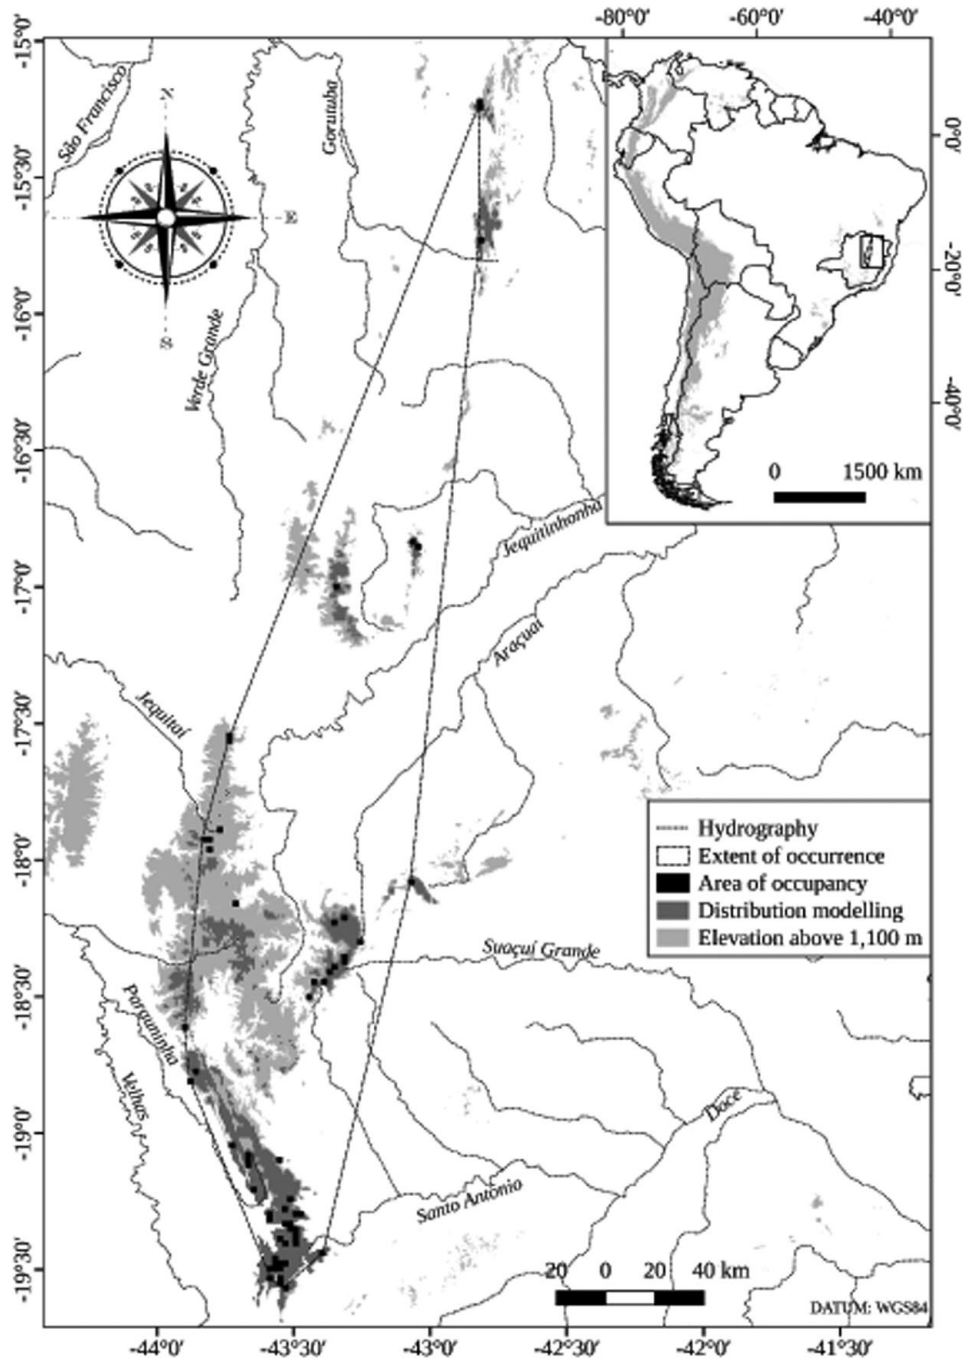 -80°0' -60°0' -40°0'
-15°0'
-15°30'
-16°0'
-16°30'
-17°0'
-17°30'
-18°0'
-18°30'
-19°0'
-19°30'
São Francisco
Gorutuba
N
E
S
Verde Grande
0°0'
-20°0'
-40°0'
0 1500 km
Jequitinhonha
Araçuaí
Jequitaí
Hydrography
Extent of occurrence
Area of occupancy
Distribution modelling
Elevation above 1,100 m
Suaçuí Grande
Velhas
Doce
Santo Antônio
20 0 20 40 km
DATUM: WGS84
-44°0' -43°30' -43°0' -42°30' -42°0' -41°30'